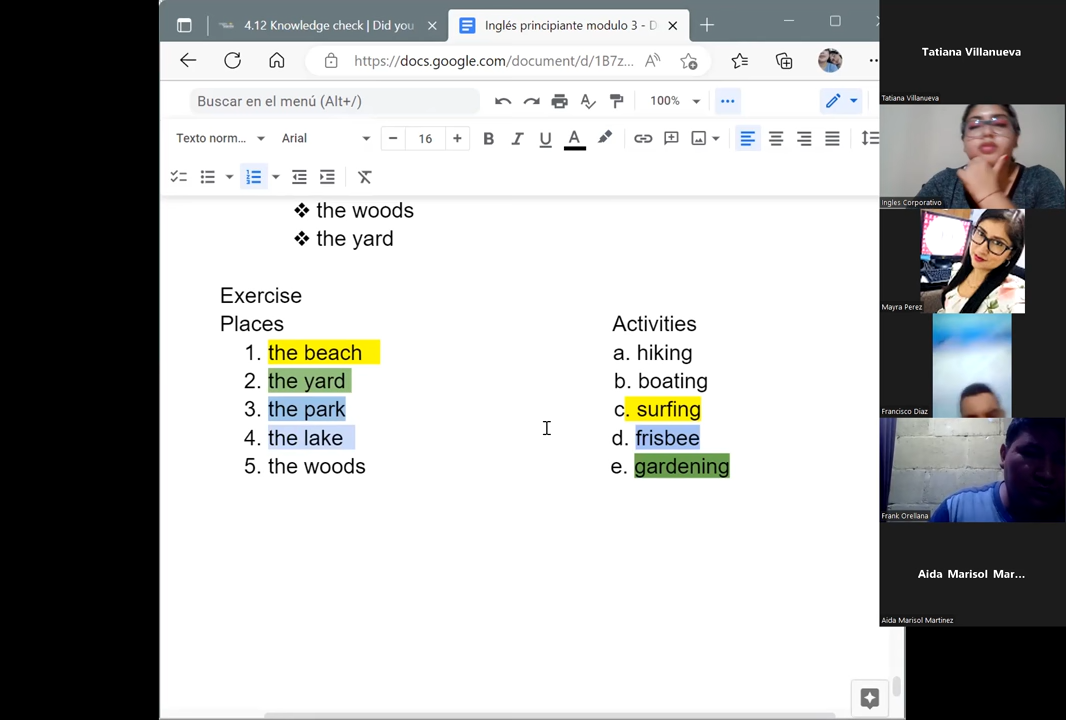 4.12 Knowledge check | Did you
Inglés principiante modulo 3 - D
https://docs.google.com/document/d/1B7z...
Buscar en el menú (Alt+/)
100%
Texto norm...
Arial
16
❖ the woods
❖ the yard
Exercise
Places
Activities
1. the beach
a. hiking
2. the yard
b. boating
3. the park
c. surfing
4. the lake
d. frisbee
5. the woods
e. gardening
Tatiana Villanueva
Tatiana Villanueva
Ingles Corporativo
Mayra Perez
Francisco Diaz
Frank Orellana
Aida Marisol Mar...
Aida Marisol Martinez